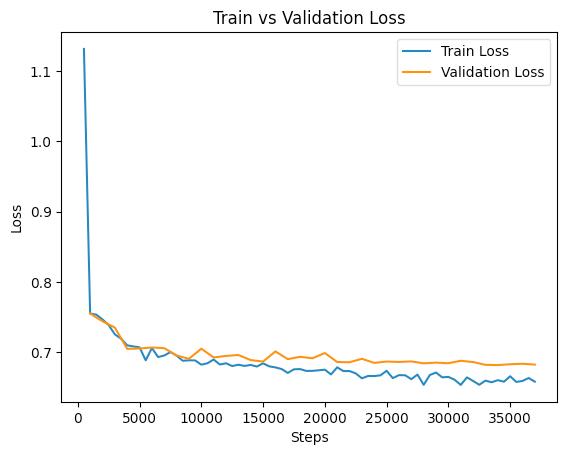 Train vs Validation Loss
Train Loss
Validation Loss
1.1
1.0
0.9
0.8
0.7
Loss
0 5000 10000 15000 20000 25000 30000 35000
Steps